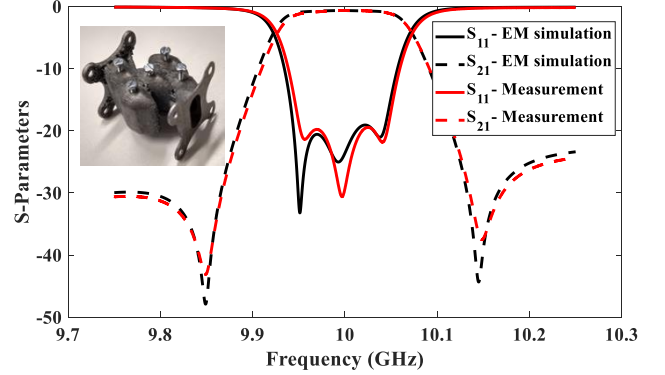 0
-10
-20
-30
-40
-50
S-Parameters
S11- EM simulation
S21- EM simulation
S11- Measurement
S21- Measurement
9.7 9.8 9.9 10 10.1 10.2 10.3
Frequency (GHz)